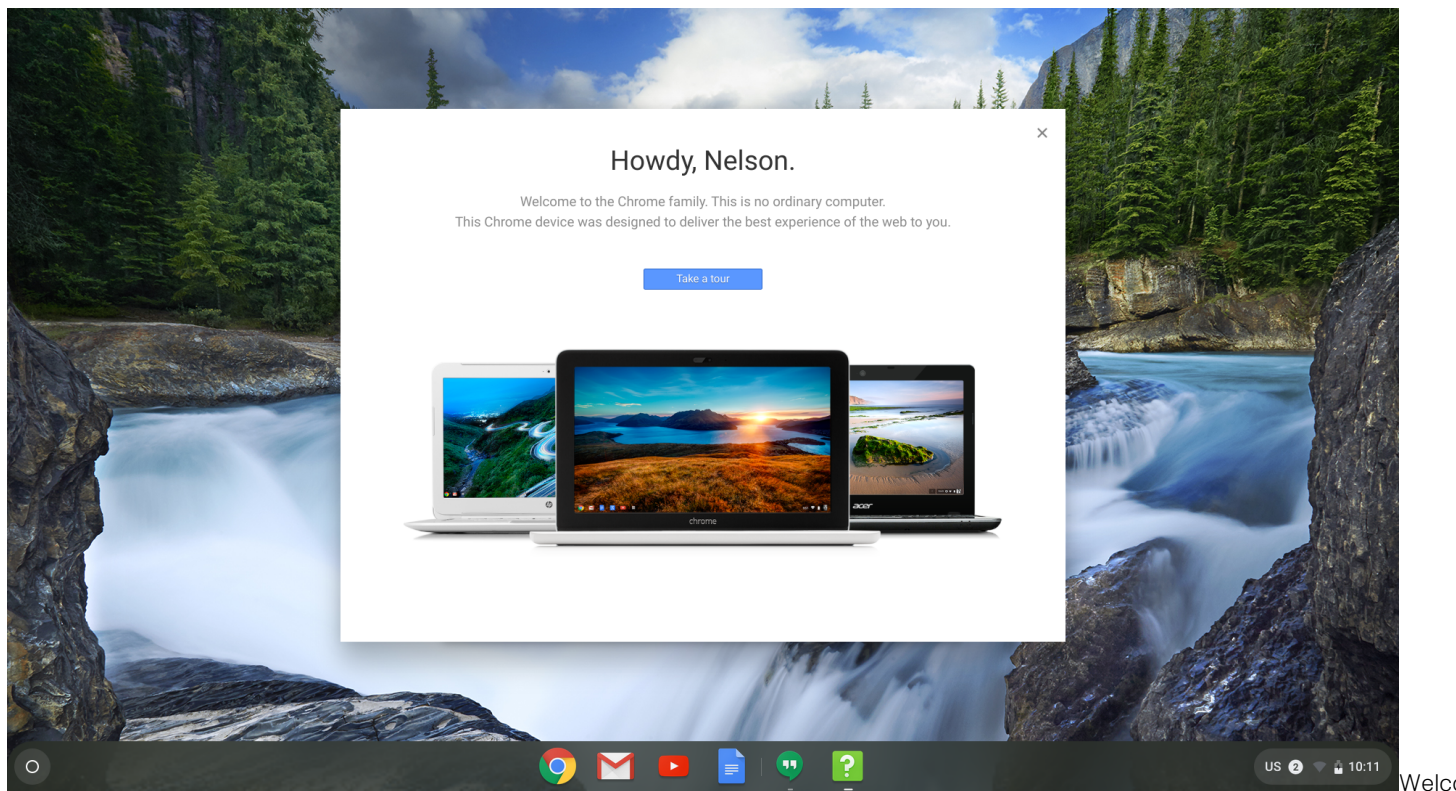 Howdy, Nelson.
Welcome to the Chrome family. This is no ordinary computer.
This Chrome device was designed to deliver the best experience of the web to you.
Take a tour
hp
chrome
acer
US 2 10:11